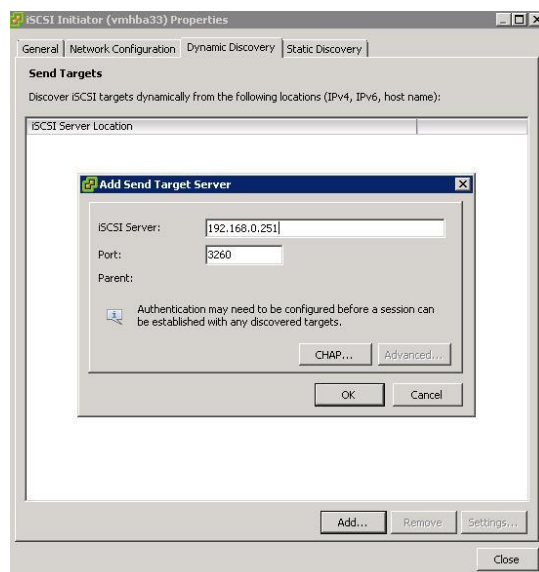 iSCSI Initiator (vmhba33) Properties
General Network Configuration Dynamic Discovery Static Discovery
Send Targets
Discover iSCSI targets dynamically from the following locations (IPv4, IPv6, host name):
iSCSI Server Location
Add Send Target Server
iSCSI Server: 192.168.0.251
Port: 3260
Parent:
Authentication may need to be configured before a session can
be established with any discovered targets.
CHAP... Advanced...
OK Cancel
Add... Remove Settings...
Close